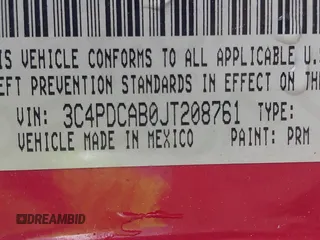 IS VEHICLE CONFORMS TO ALL APPLICABLE U.S
EFT PREVENTION STANDARDS IN EFFECT ON TH
VIN: 3C4PDCAB0JT208761 TYPE:
VEHICLE MADE IN MEXICO PAINT: PRM
DREAMBID